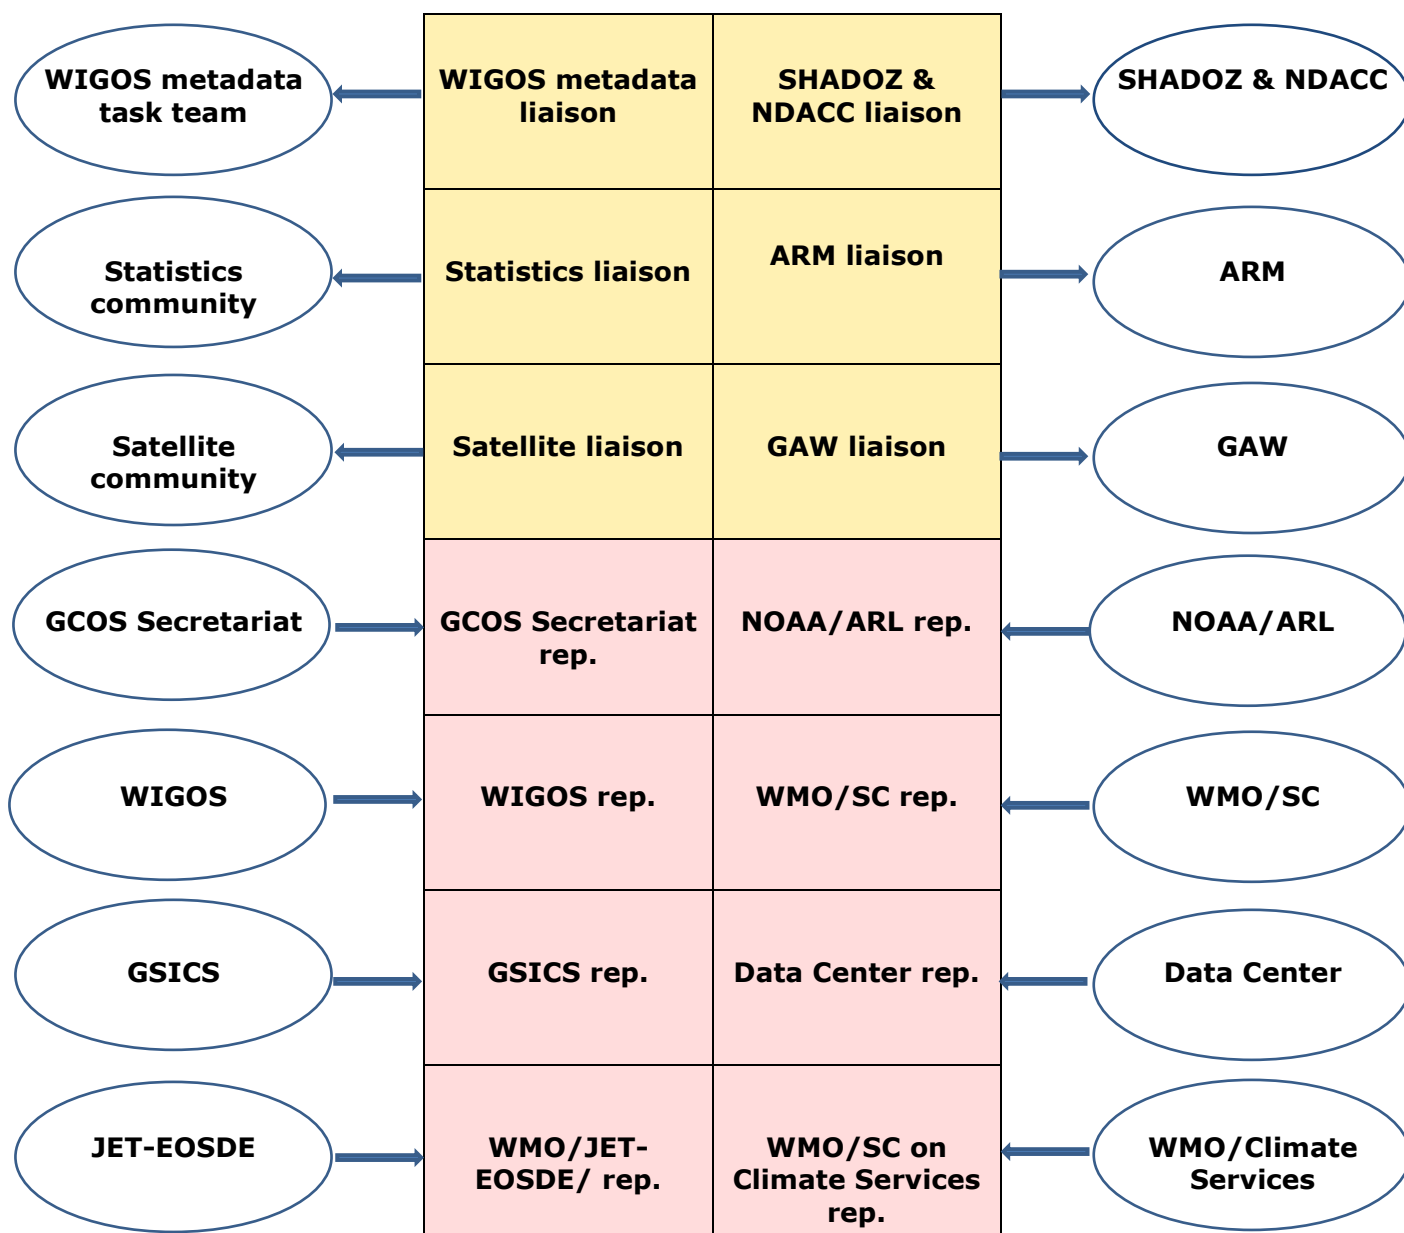 WIGOS metadata
task team
WIGOS metadata
liaison
SHADOZ &
NDACC liaison
SHADOZ & NDACC
Statistics
community
Statistics liaison
ARM liaison
ARM
Satellite
community
Satellite liaison
GAW liaison
GAW
GCOS Secretariat
GCOS Secretariat
rep.
NOAA/ARL rep.
NOAA/ARL
WIGOS
WIGOS rep.
WMO/SC rep.
WMO/SC
GSICS
GSICS rep.
Data Center rep.
Data Center
JET-EOSDE
WMO/JET-
EOSDE/ rep.
WMO/SC on
Climate Services
rep.
WMO/Climate
Services